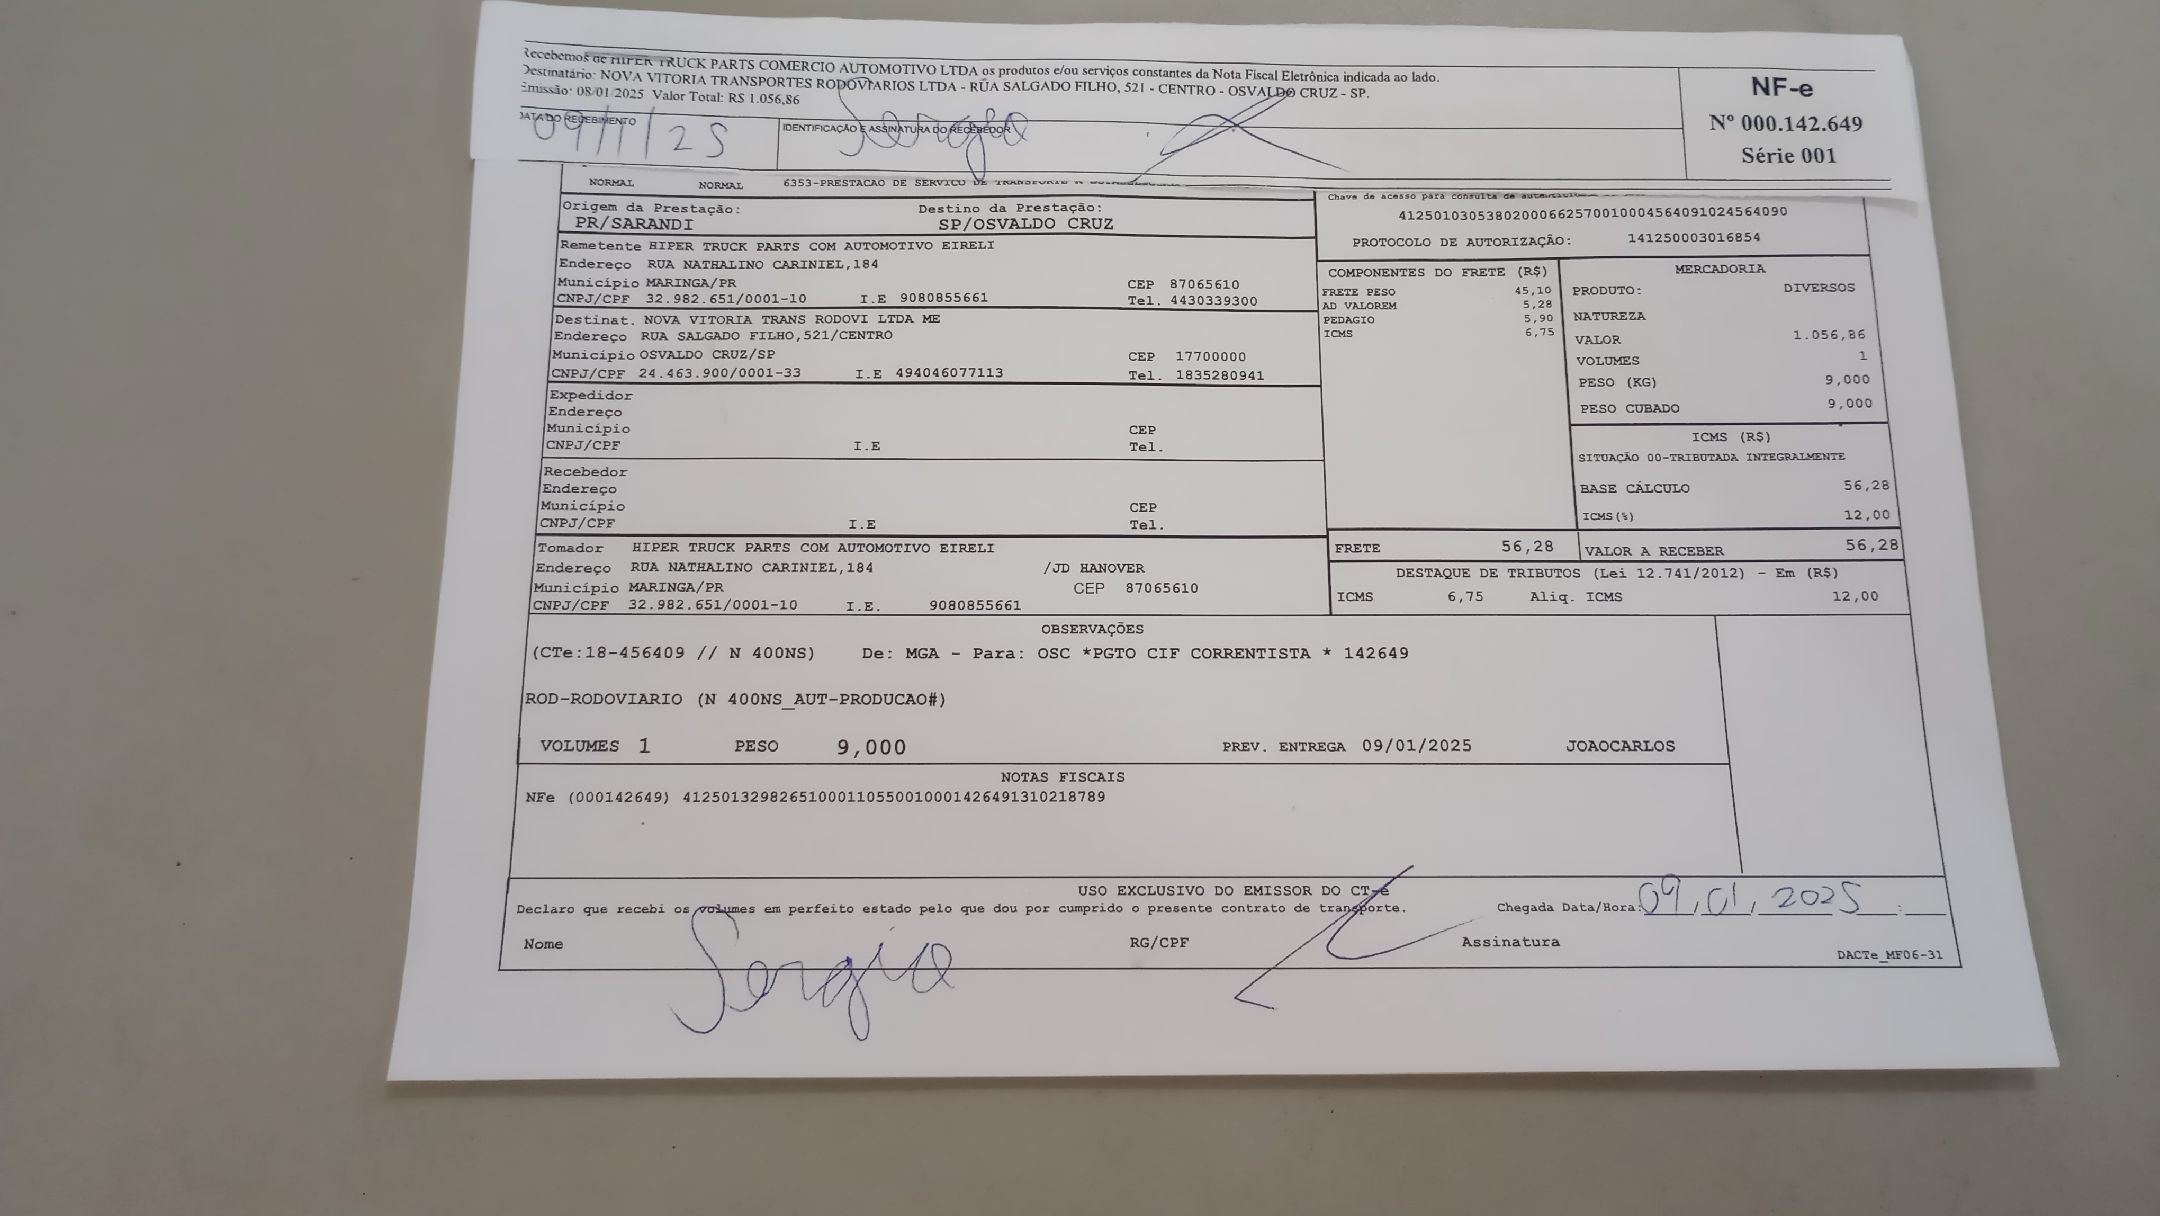 Recebemos de HIPER TRUCK PARTS COMERCIO AUTOMOTIVO LTDA os produtos e/ou serviços constantes da Nota Fiscal Eletrônica indicada ao lado.
Destinatário: NOVA VITORIA TRANSPORTES RODOVIARIOS LTDA - RUA SALGADO FILHO, 521 - CENTRO - OSVALDO CRUZ - SP.
Emissão: 08/01/2025 Valor Total: R$ 1.056,86
DATA DO RECEBIMENTO
09/1/25
IDENTIFICAÇÃO E ASSINATURA DO RECEBEDOR
Sergio
NF-e
Nº 000.142.649
Série 001
NORMAL NORMAL 6353-PRESTACAO DE SERVICO DE TRANSPORTE A
Origem da Prestação: Destino da Prestação:
PR/SARANDI SP/OSVALDO CRUZ
Chave de acesso para consulta de
41250103053802000662570010004564091024564090
PROTOCOLO DE AUTORIZAÇÃO: 141250003016854
Remetente HIPER TRUCK PARTS COM AUTOMOTIVO EIRELI
Endereço RUA NATHALINO CARINIEL,184
Município MARINGA/PR CEP 87065610
CNPJ/CPF 32.982.651/0001-10 I.E 9080855661 Tel. 4430339300
Destinat. NOVA VITORIA TRANS RODOVI LTDA ME
Endereço RUA SALGADO FILHO,521/CENTRO
Município OSVALDO CRUZ/SP CEP 17700000
CNPJ/CPF 24.463.900/0001-33 I.E 494046077113 Tel. 1835280941
Expedidor
Endereço
Município CEP
CNPJ/CPF I.E Tel.
Recebedor
Endereço
Município CEP
CNPJ/CPF I.E Tel.
Tomador HIPER TRUCK PARTS COM AUTOMOTIVO EIRELI
Endereço RUA NATHALINO CARINIEL,184 /JD HANOVER
Município MARINGA/PR CEP 87065610
CNPJ/CPF 32.982.651/0001-10 I.E. 9080855661
COMPONENTES DO FRETE (R$)
FRETE PESO 45,10
AD VALOREM 5,28
PEDAGIO 5,90
ICMS 6,75
MERCADORIA
PRODUTO: DIVERSOS
NATUREZA
VALOR 1.056,86
VOLUMES 1
PESO (KG) 9,000
PESO CUBADO 9,000
ICMS (R$)
SITUAÇÃO 00-TRIBUTADA INTEGRALMENTE
BASE CÁLCULO 56,28
ICMS(%) 12,00
FRETE 56,28 VALOR A RECEBER 56,28
DESTAQUE DE TRIBUTOS (Lei 12.741/2012) - Em (R$)
ICMS 6,75 Aliq. ICMS 12,00
OBSERVAÇÕES
(CTe:18-456409 // N 400NS) De: MGA - Para: OSC *PGTO CIF CORRENTISTA * 142649
ROD-RODOVIARIO (N 400NS_AUT-PRODUCAO#)
VOLUMES 1 PESO 9,000 PREV. ENTREGA 09/01/2025 JOAOCARLOS
NOTAS FISCAIS
NFe (000142649) 41250132982651000110550010001426491310218789
USO EXCLUSIVO DO EMISSOR DO CT-e
Declaro que recebi os volumes em perfeito estado pelo que dou por cumprido o presente contrato de transporte. Chegada Data/Hora: 09,01,2025 :
Nome Sergio RG/CPF Assinatura
DACTe_MF06-31